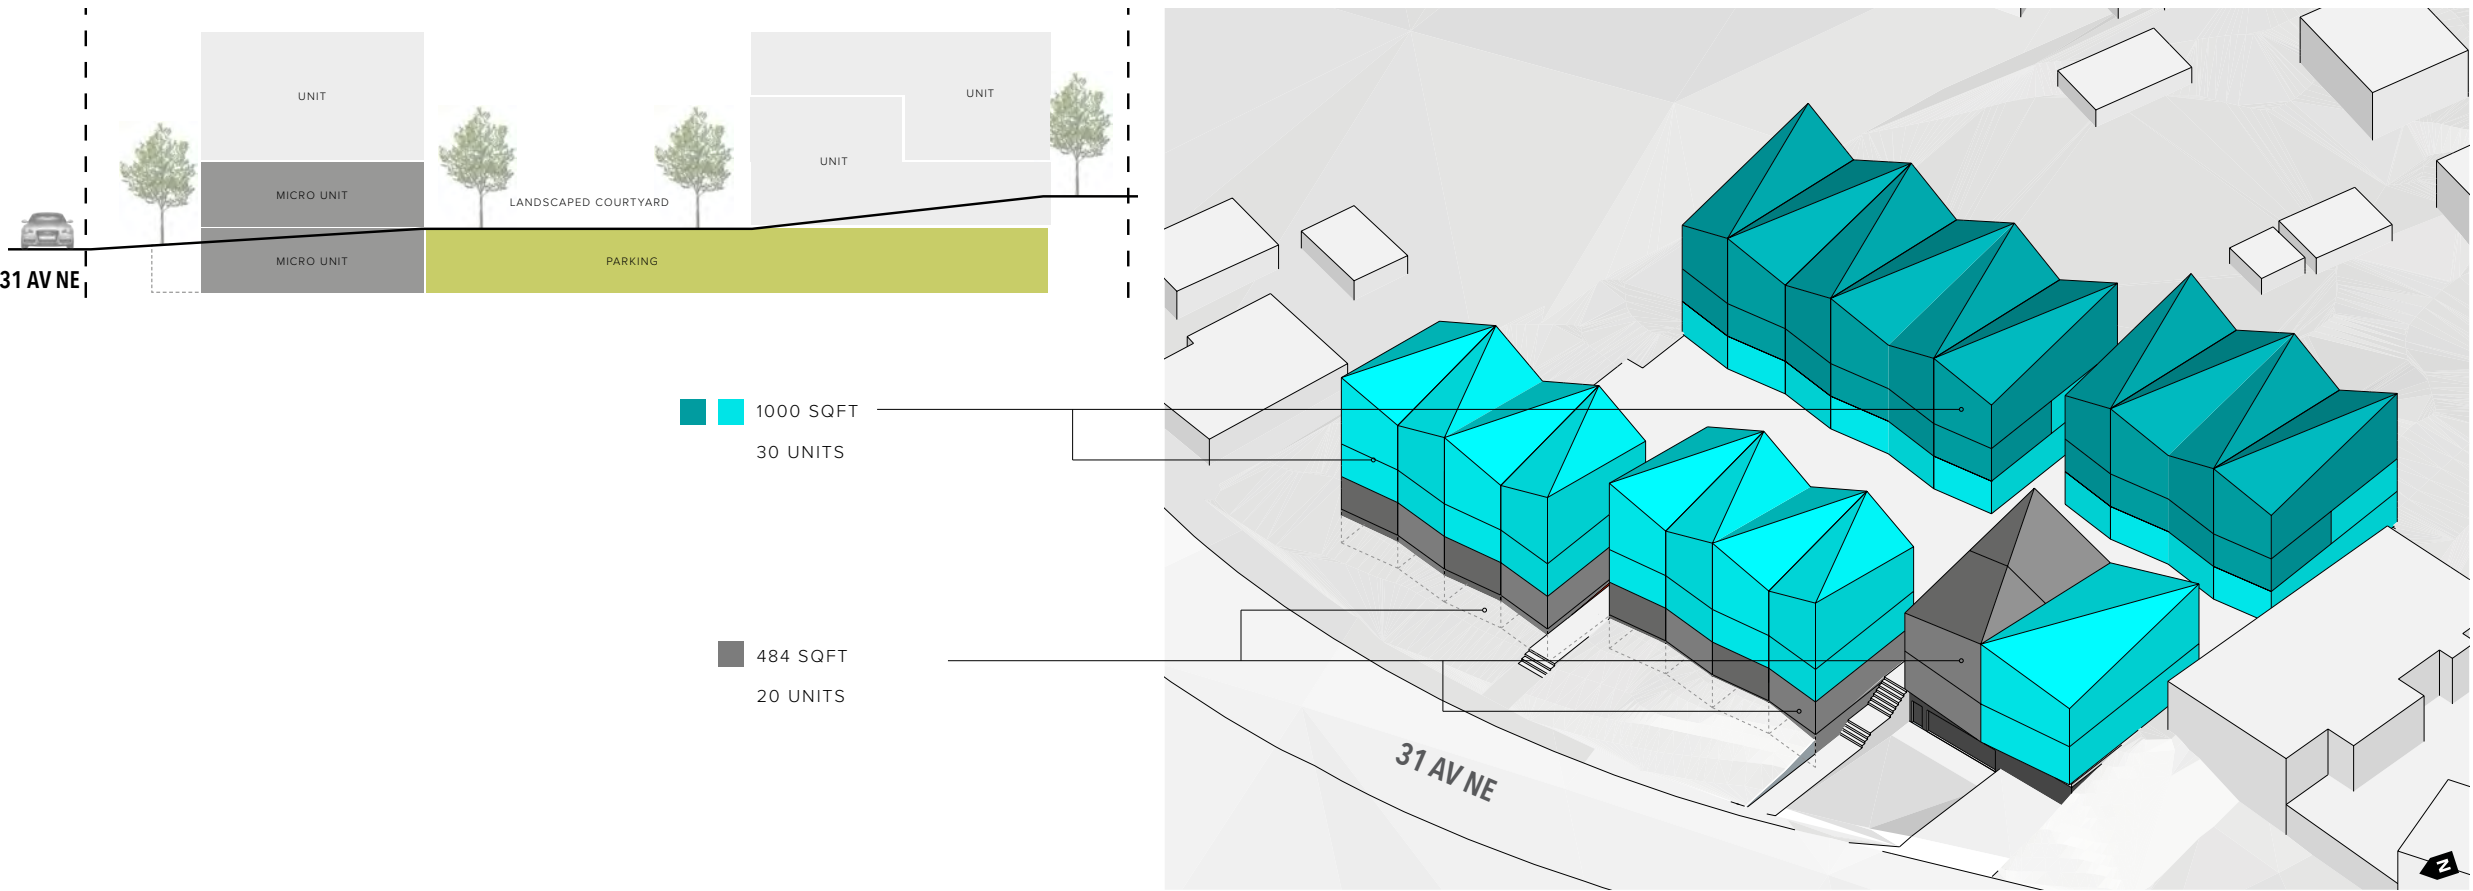 UNIT
UNIT
MICRO UNIT
UNIT
LANDSCAPED COURTYARD
MICRO UNIT
PARKING
31 AV NE
1000 SQFT
30 UNITS
484 SQFT
20 UNITS
31 AV NE
N